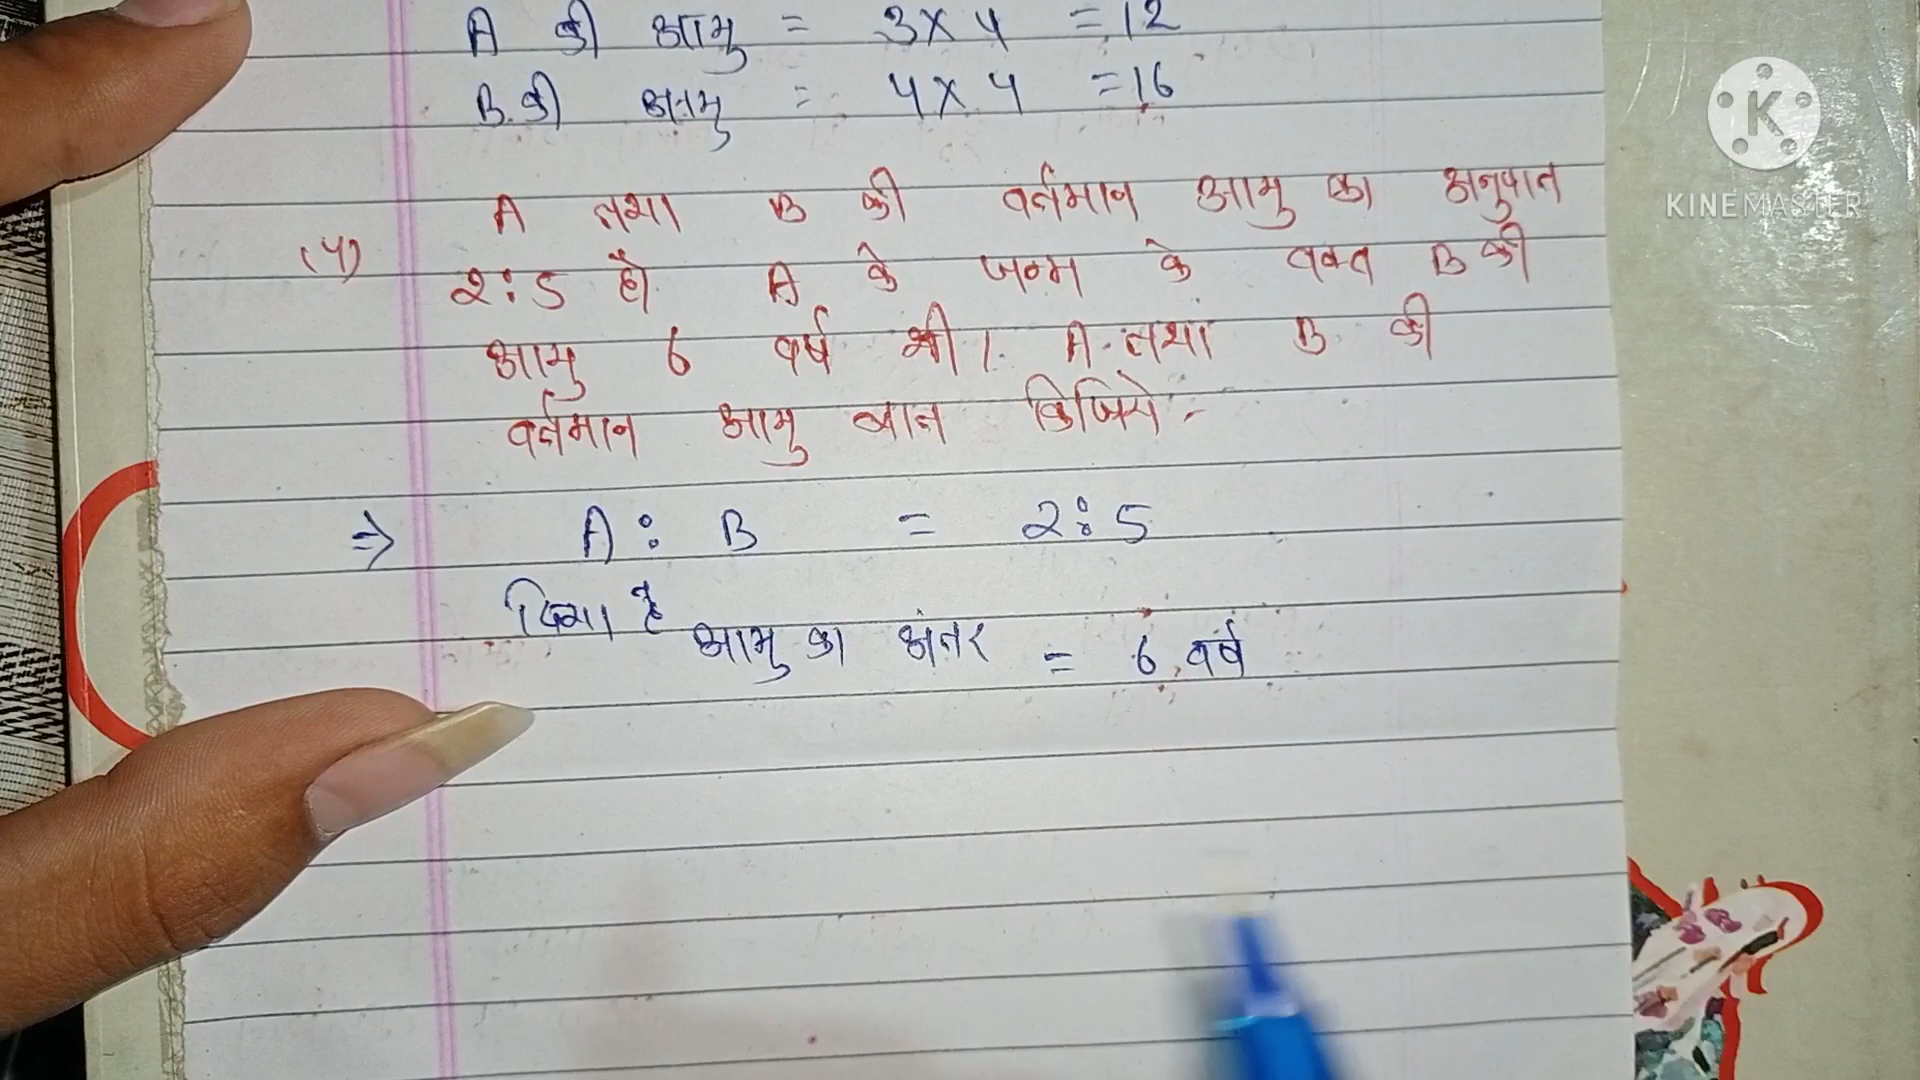 A की आयु = 3 × 4 = 12
B. की आयु = 4 × 4 = 16
A तथा B की वर्तमान आयु का अनुपात
(4) 2:5 है। A के जन्म के वक्त B की
आयु 6 वर्ष थी। A तथा B की
वर्तमान आयु ज्ञात किजिये -
⇒ A : B = 2 : 5
दिया है
आयु का अंतर = 6 वर्ष
K
KINEMASTER